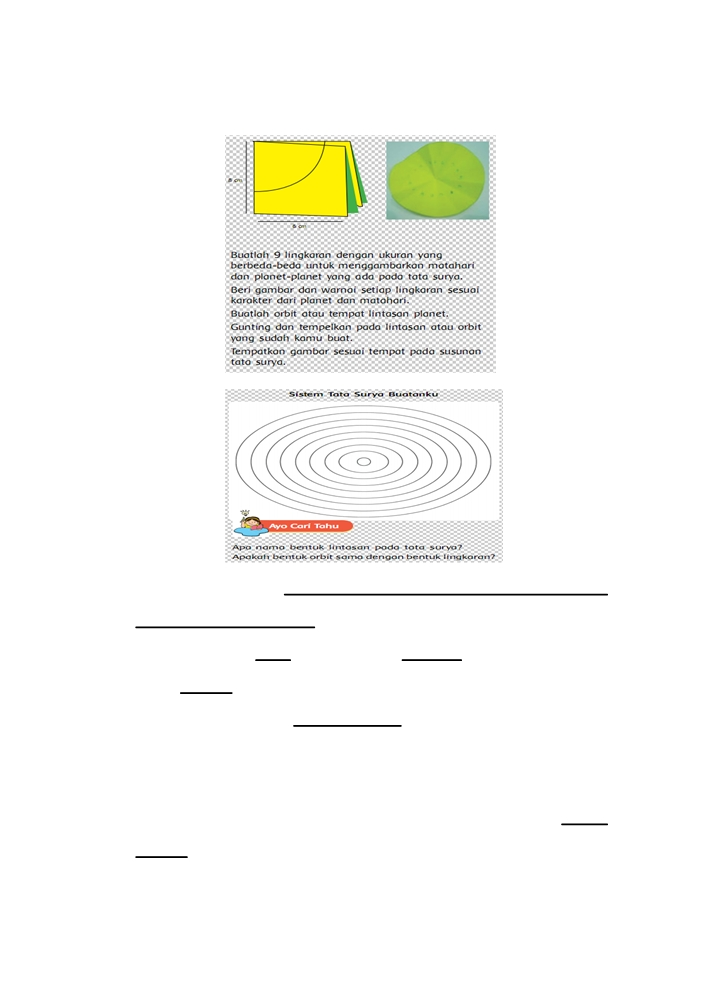 8 cm
8 cm
Buatlah 9 lingkaran dengan ukuran yang
berbeda-beda untuk menggambarkan matahari
dan planet-planet yang ada pada tata surya.
Beri gambar dan warnai setiap lingkaran sesuai
karakter dari planet dan matahari.
Buatlah orbit atau tempat lintasan planet.
Gunting dan tempelkan pada lintasan atau orbit
yang sudah kamu buat.
Tempatkan gambar sesuai tempat pada susunan
tata surya.
Sistem Tata Surya Buatanku
Ayo Cari Tahu
Apa nama bentuk lintasan pada tata surya?
Apakah bentuk orbit sama dengan bentuk lingkaran?